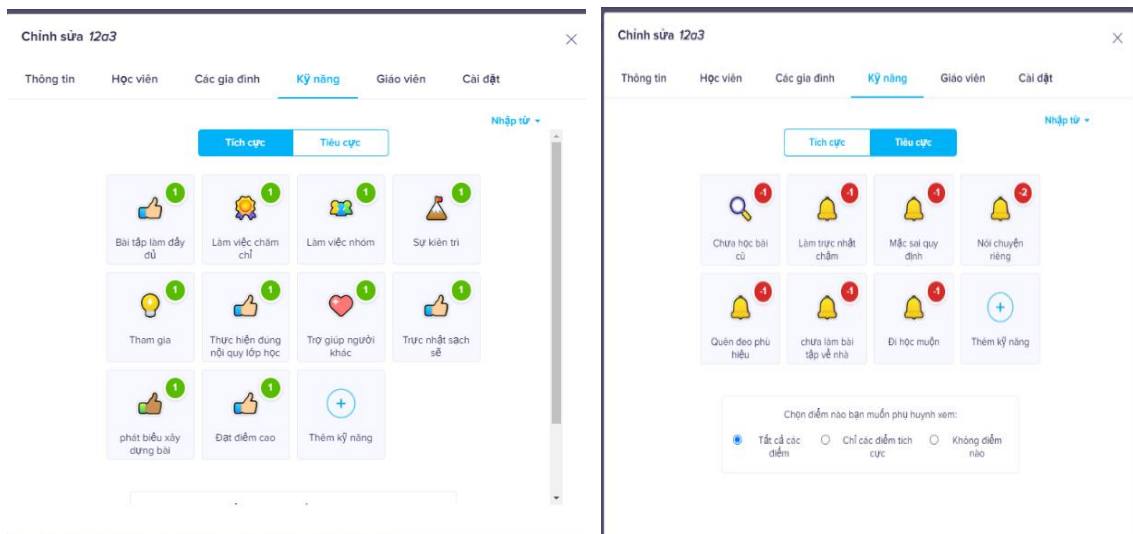 Chỉnh sửa 12a3
Thông tin Học viên Các gia đình Kỹ năng Giáo viên Cài đặt
Nhập từ
Tích cực Tiêu cực
1 1 1 1
Bài tập làm đầy đủ
Làm việc chăm chỉ
Làm việc nhóm
Sự kiên trì
1 1 1 1
Tham gia
Thực hiện đúng
nội quy lớp học
Trợ giúp người
khác
Trực nhật sạch
sẽ
1 1
phát biểu xây
dựng bài
Đạt điểm cao
Thêm kỹ năng
Chỉnh sửa 12a3
Thông tin Học viên Các gia đình Kỹ năng Giáo viên Cài đặt
Nhập từ
Tích cực Tiêu cực
-1 -1 -1 -2
Chưa học bài
cũ
Làm trực nhật
chậm
Mặc sai quy
định
Nói chuyện
riêng
-1 -1 -1
Quên đeo phù
hiệu
chưa làm bài
tập về nhà
Đi học muộn
Thêm kỹ năng
Chọn điểm nào bạn muốn phụ huynh xem:
Tất cả các
điểm
Chỉ các điểm tích
cực
Không điểm
nào